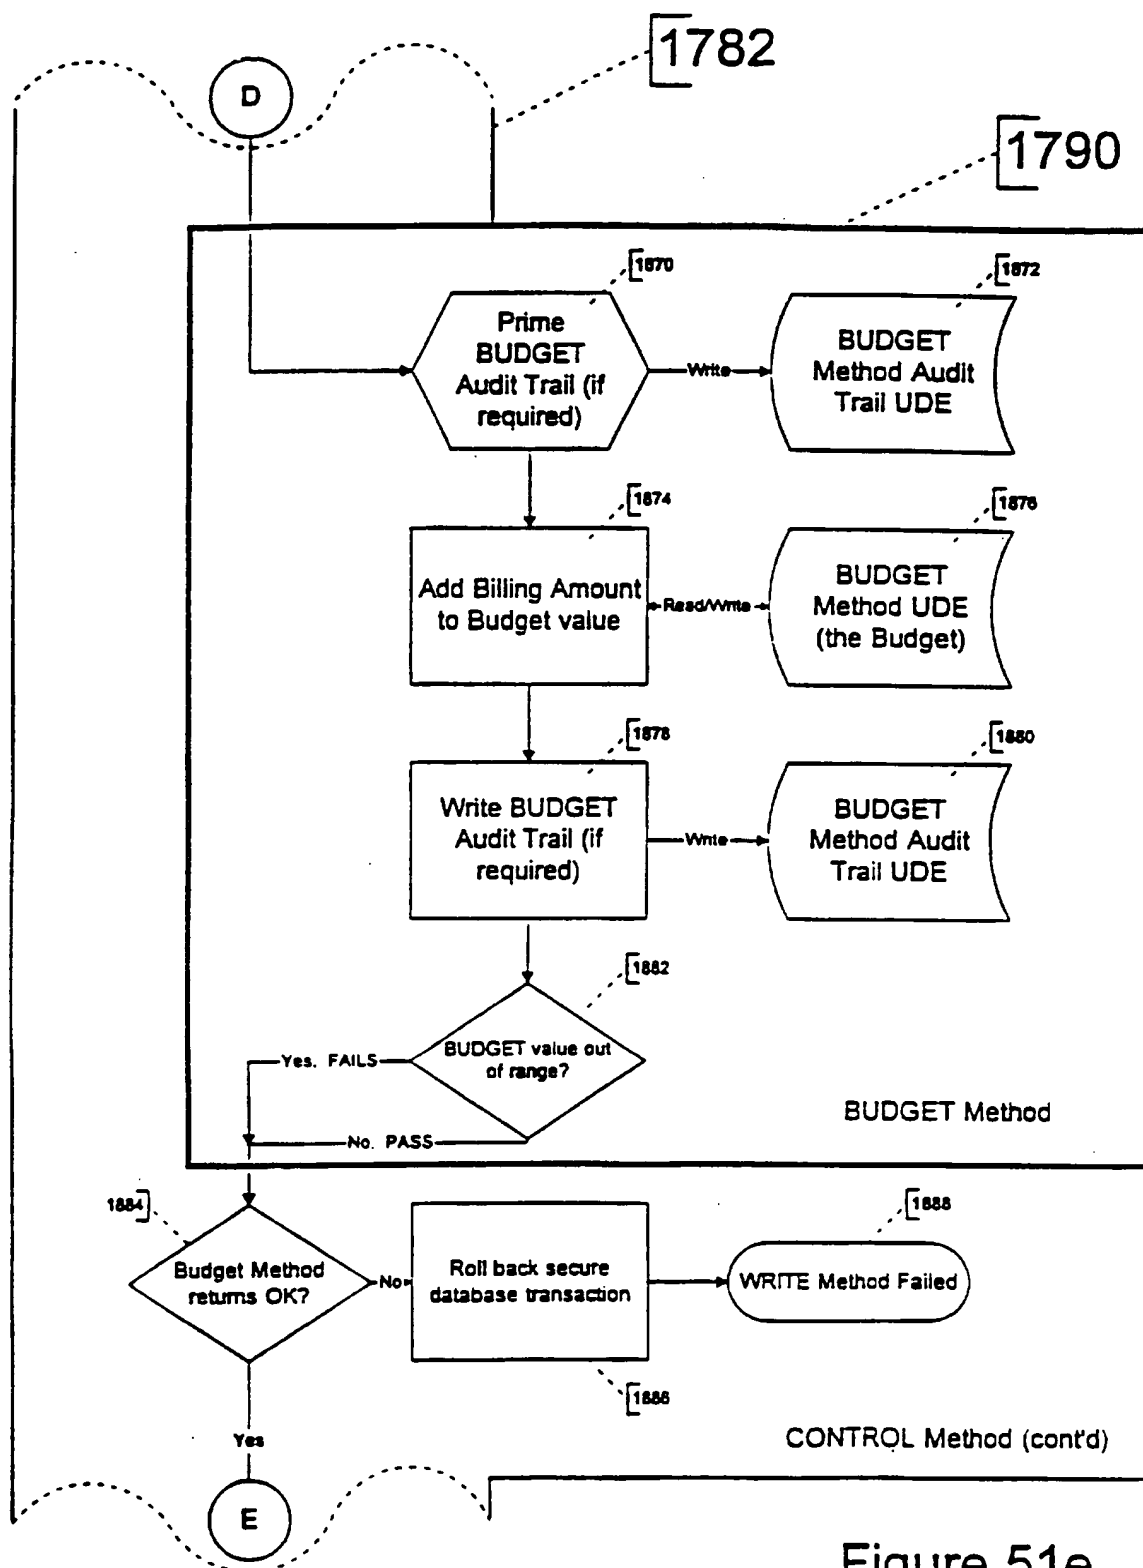 1782
D
1790
1870
1872
Prime
BUDGET
Audit Trail (if
required)
Write
BUDGET
Method Audit
Trail UDE
1874
1876
Add Billing Amount
to Budget value
Read/Write
BUDGET
Method UDE
(the Budget)
1878
1880
Write BUDGET
Audit Trail (if
required)
Write
BUDGET
Method Audit
Trail UDE
1882
BUDGET value out
of range?
Yes, FAILS
No, PASS
BUDGET Method
1884
1888
Budget Method
returns OK?
No
Roll back secure
database transaction
WRITE Method Failed
1886
Yes
CONTROL Method (cont'd)
E
Figure 51e